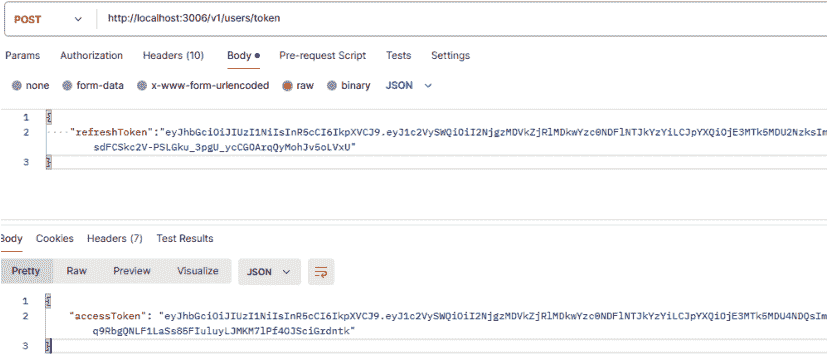 POST http://localhost:3006/v1/users/token
Params Authorization Headers (10) Body Pre-request Script Tests Settings
none form-data x-www-form-urlencoded raw binary JSON
1 {
2 "refreshToken":"eyJhbGciOiJIUzI1NiIsInR5cCI6IkpXVCJ9.eyJ1c2VySWQiOiI2NjgzMDVkZjRlMDkwYzc0NDFlNTJkYzYiLCJpYXQiOjE3MTk5MDU2NzksIm
sdFCSkc2V-PSLGku_3pgU_ycCG0ArqQyMohJv5oLVxU"
3 }
Body Cookies Headers (7) Test Results
Pretty Raw Preview Visualize JSON
1 {
2 "accessToken": "eyJhbGciOiJIUzI1NiIsInR5cCI6IkpXVCJ9.eyJ1c2VySWQiOiI2NjgzMDVkZjRlMDkwYzc0NDFlNTJkYzYiLCJpYXQiOjE3MTk5MDU4NDQsIm
q9RbgQNLF1LaSs85FIuluyLJMKM7lPf4OJSciGrdntk"
3 }